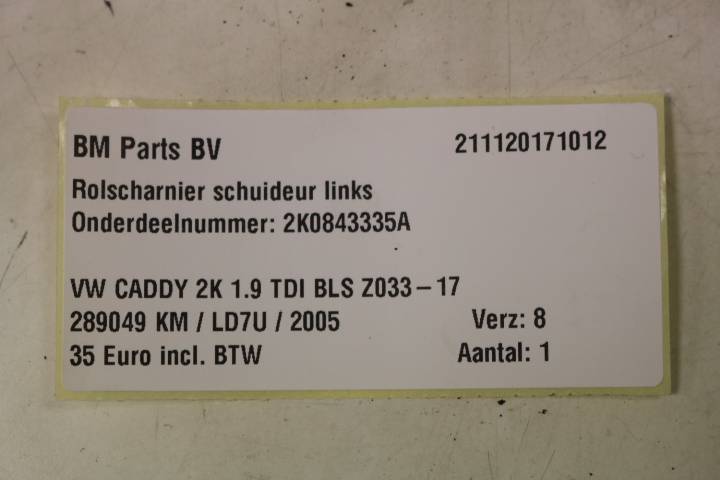 BM Parts BV 211120171012
Rolscharnier schuideur links
Onderdeelnummer: 2K0843335A
VW CADDY 2K 1.9 TDI BLS Z033-17
289049 KM / LD7U / 2005 Verz: 8
35 Euro incl. BTW Aantal: 1